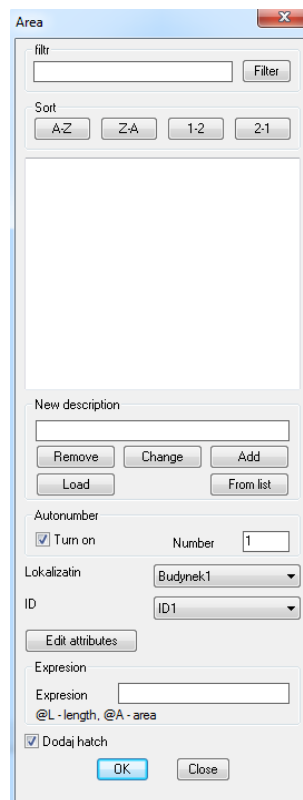 Area
filtr
Filter
Sort
A-Z Z-A 1-2 2-1
New description
Remove Change Add
Load From list
Autonumber
Turn on Number 1
Lokalizatin Budynek1
ID ID1
Edit attributes
Expresion
Expresion
@L - length, @A - area
Dodaj hatch
OK Close